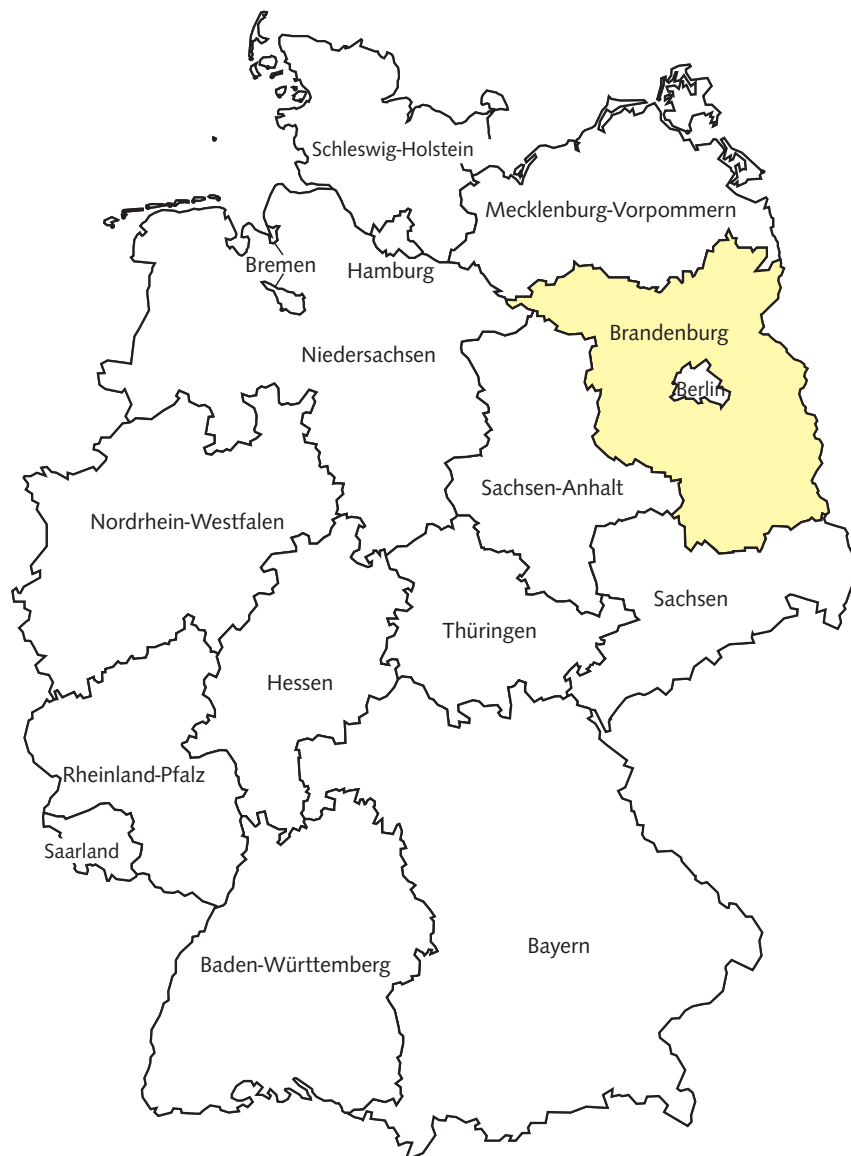 Schleswig-Holstein
Mecklenburg-Vorpommern
Bremen
Hamburg
Brandenburg
Niedersachsen
Berlin
Sachsen-Anhalt
Nordrhein-Westfalen
Sachsen
Thüringen
Hessen
Rheinland-Pfalz
Saarland
Bayern
Baden-Württemberg